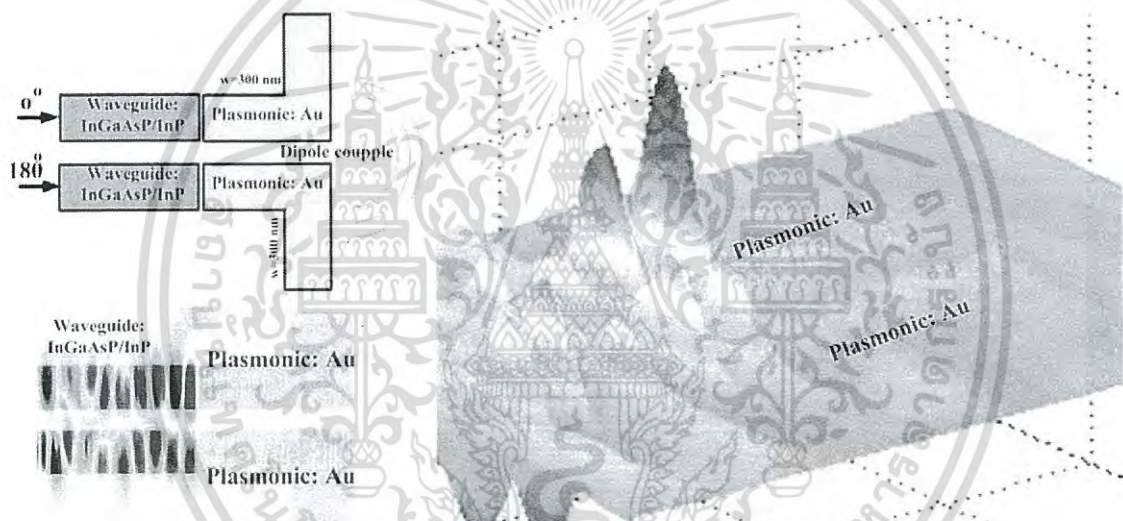 w=300 nm
0°
Waveguide:
InGaAsP/InP
Plasmonic: Au
Dipole coupple
180°
Waveguide:
InGaAsP/InP
Plasmonic: Au
w=300 nm
Waveguide:
InGaAsP/InP
Plasmonic: Au
Plasmonic: Au
Plasmonic: Au
Plasmonic: Au